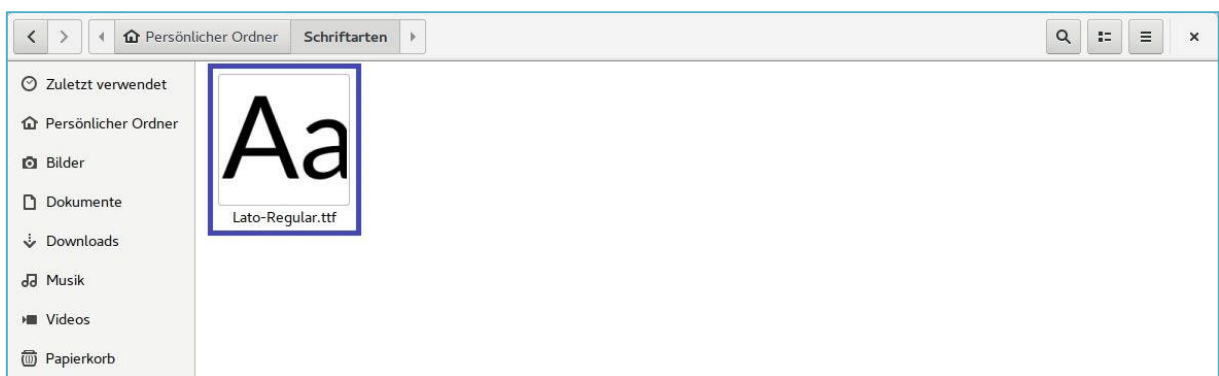 Persönlicher Ordner Schriftarten
Zuletzt verwendet
Persönlicher Ordner
Bilder
Dokumente
Downloads
Musik
Videos
Papierkorb
Aa
Lato-Regular.ttf